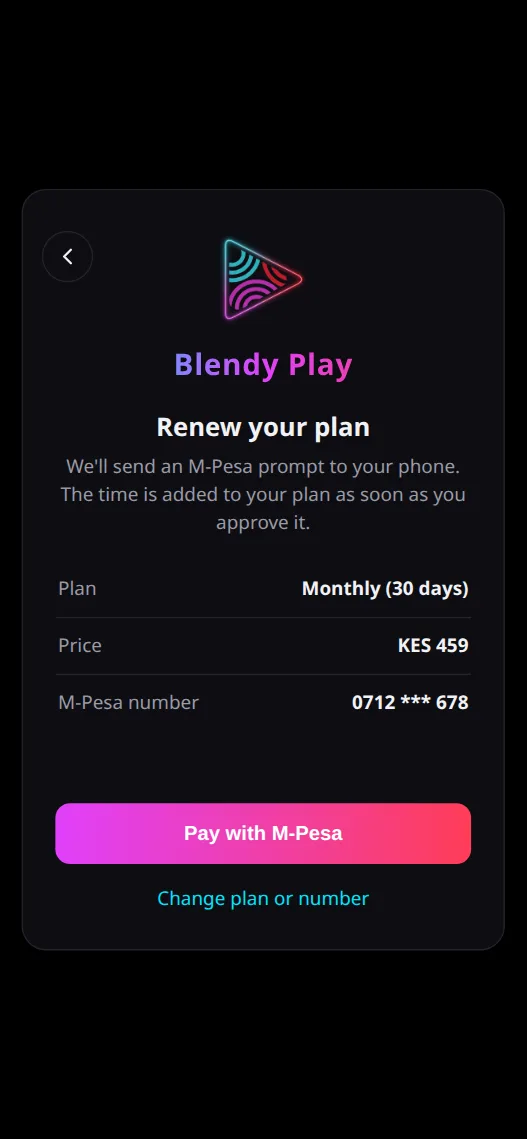 Blendy Play
Renew your plan
We'll send an M-Pesa prompt to your phone.
The time is added to your plan as soon as you
approve it.
Plan Monthly (30 days)
Price KES 459
M-Pesa number 0712 *** 678
Pay with M-Pesa
Change plan or number